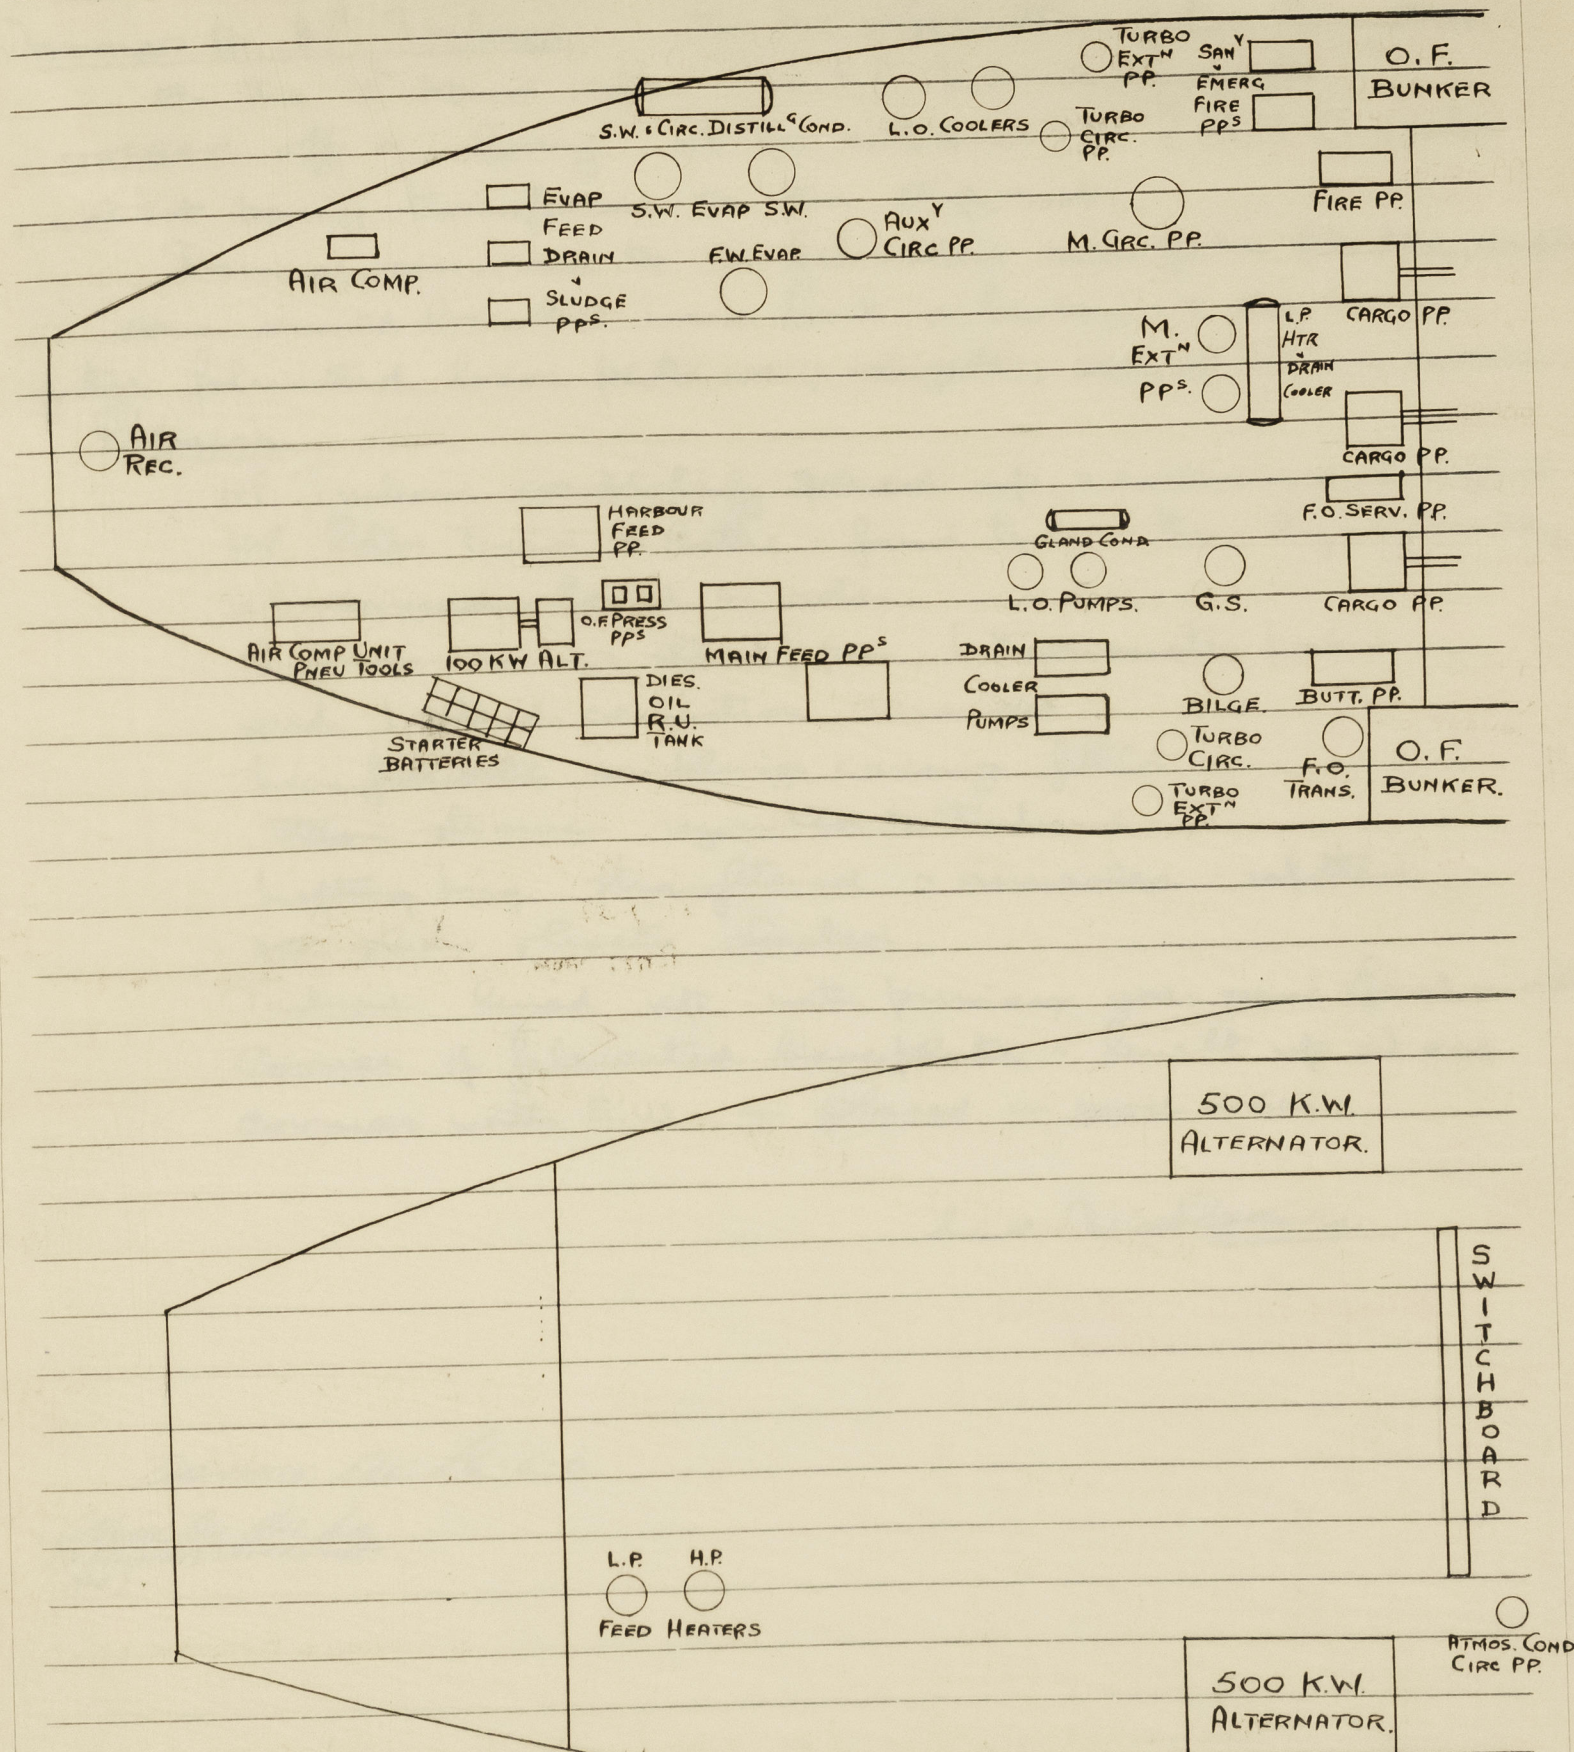 TURBO
EXTᴺ
PP.
SANʸ
&
EMERG
FIRE
PPS
O.F.
BUNKER
S.W. & CIRC. DISTILLᴳ COND.
L.O. COOLERS
TURBO
CIRC.
PP.
EVAP
FEED
DRAIN
&
SLUDGE
PPS.
S.W. EVAP S.W.
AUXʸ
CIRC PP.
M. CIRC. PP.
FIRE PP.
AIR COMP.
F.W. EVAP.
CARGO PP.
M.
EXTᴺ
PPS.
L.P.
HTR
&
DRAIN
COOLER
AIR
REC.
CARGO PP.
F.O. SERV. PP.
HARBOUR
FEED
PP.
GLAND COND
L.O. PUMPS.
G.S.
CARGO PP.
O.F. PRESS
PPS
AIR COMP UNIT
PNEU TOOLS
100 KW ALT.
MAIN FEED PPS
DRAIN
COOLER
PUMPS
DIES.
OIL
R.U.
TANK
BILGE.
BUTT. PP.
STARTER
BATTERIES
TURBO
CIRC.
F.O.
TRANS.
O.F.
BUNKER.
TURBO
EXTᴺ
PP.
500 K.W.
ALTERNATOR.
SWITCHBOARD
L.P. H.P.
FEED HEATERS
ATMOS. COND
CIRC PP.
500 K.W.
ALTERNATOR.